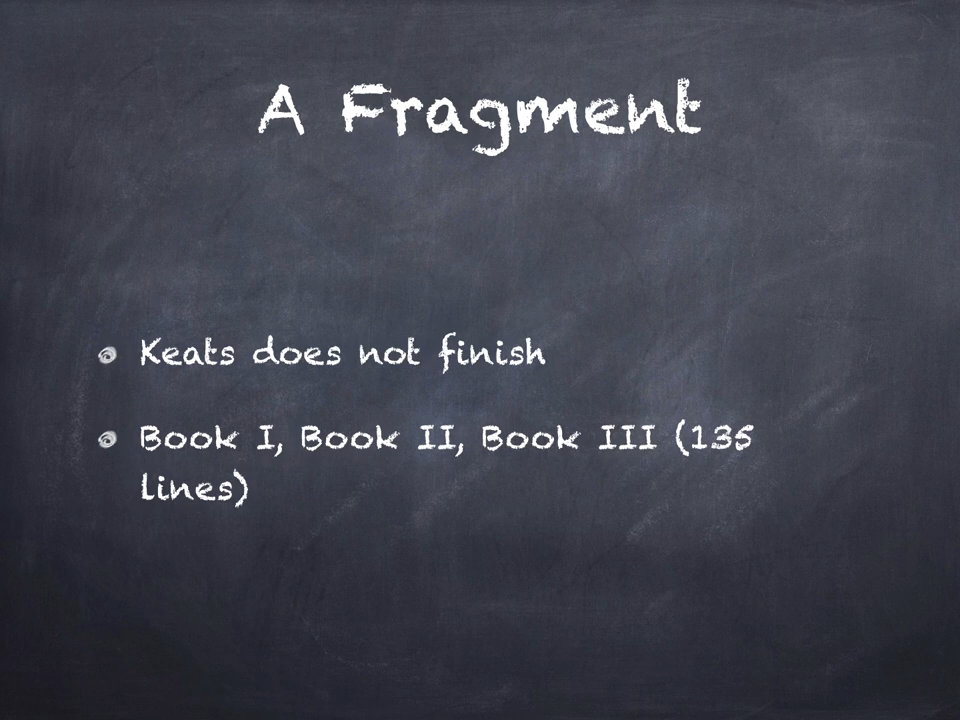 A Fragment
Keats does not finish
Book I, Book II, Book III (135
lines)